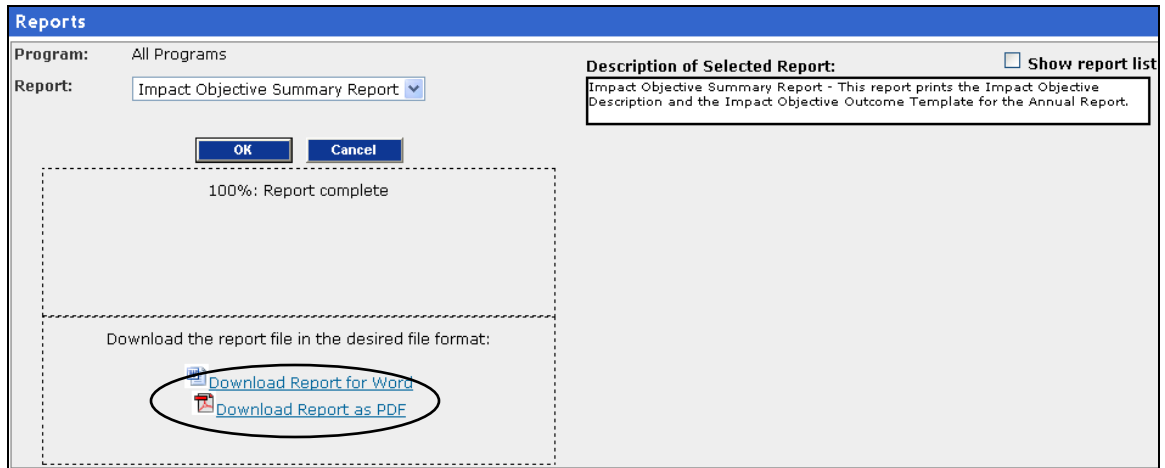 Reports
Program: All Programs
Report: Impact Objective Summary Report
Description of Selected Report:
Show report list
Impact Objective Summary Report - This report prints the Impact Objective
Description and the Impact Objective Outcome Template for the Annual Report.
OK Cancel
100%: Report complete
Download the report file in the desired file format:
Download Report for Word
Download Report as PDF